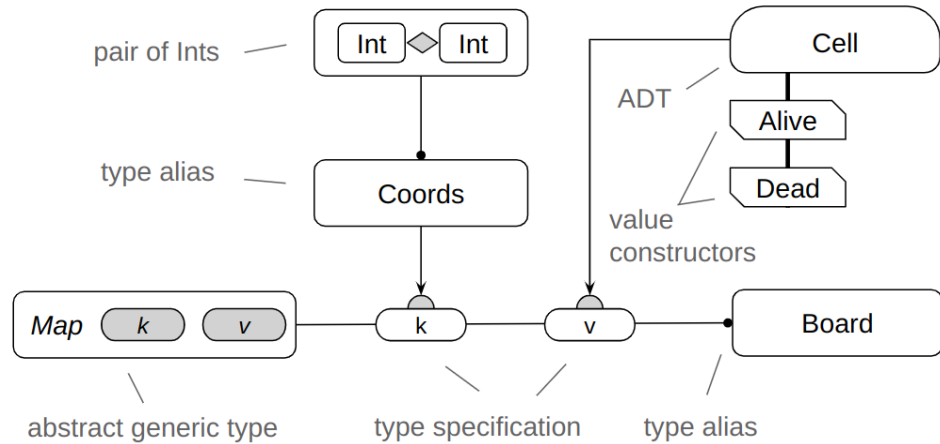 pair of Ints
Int Int
Cell
ADT
Alive
type alias
Coords
Dead
value
constructors
Map k v
k
v
Board
abstract generic type
type specification
type alias